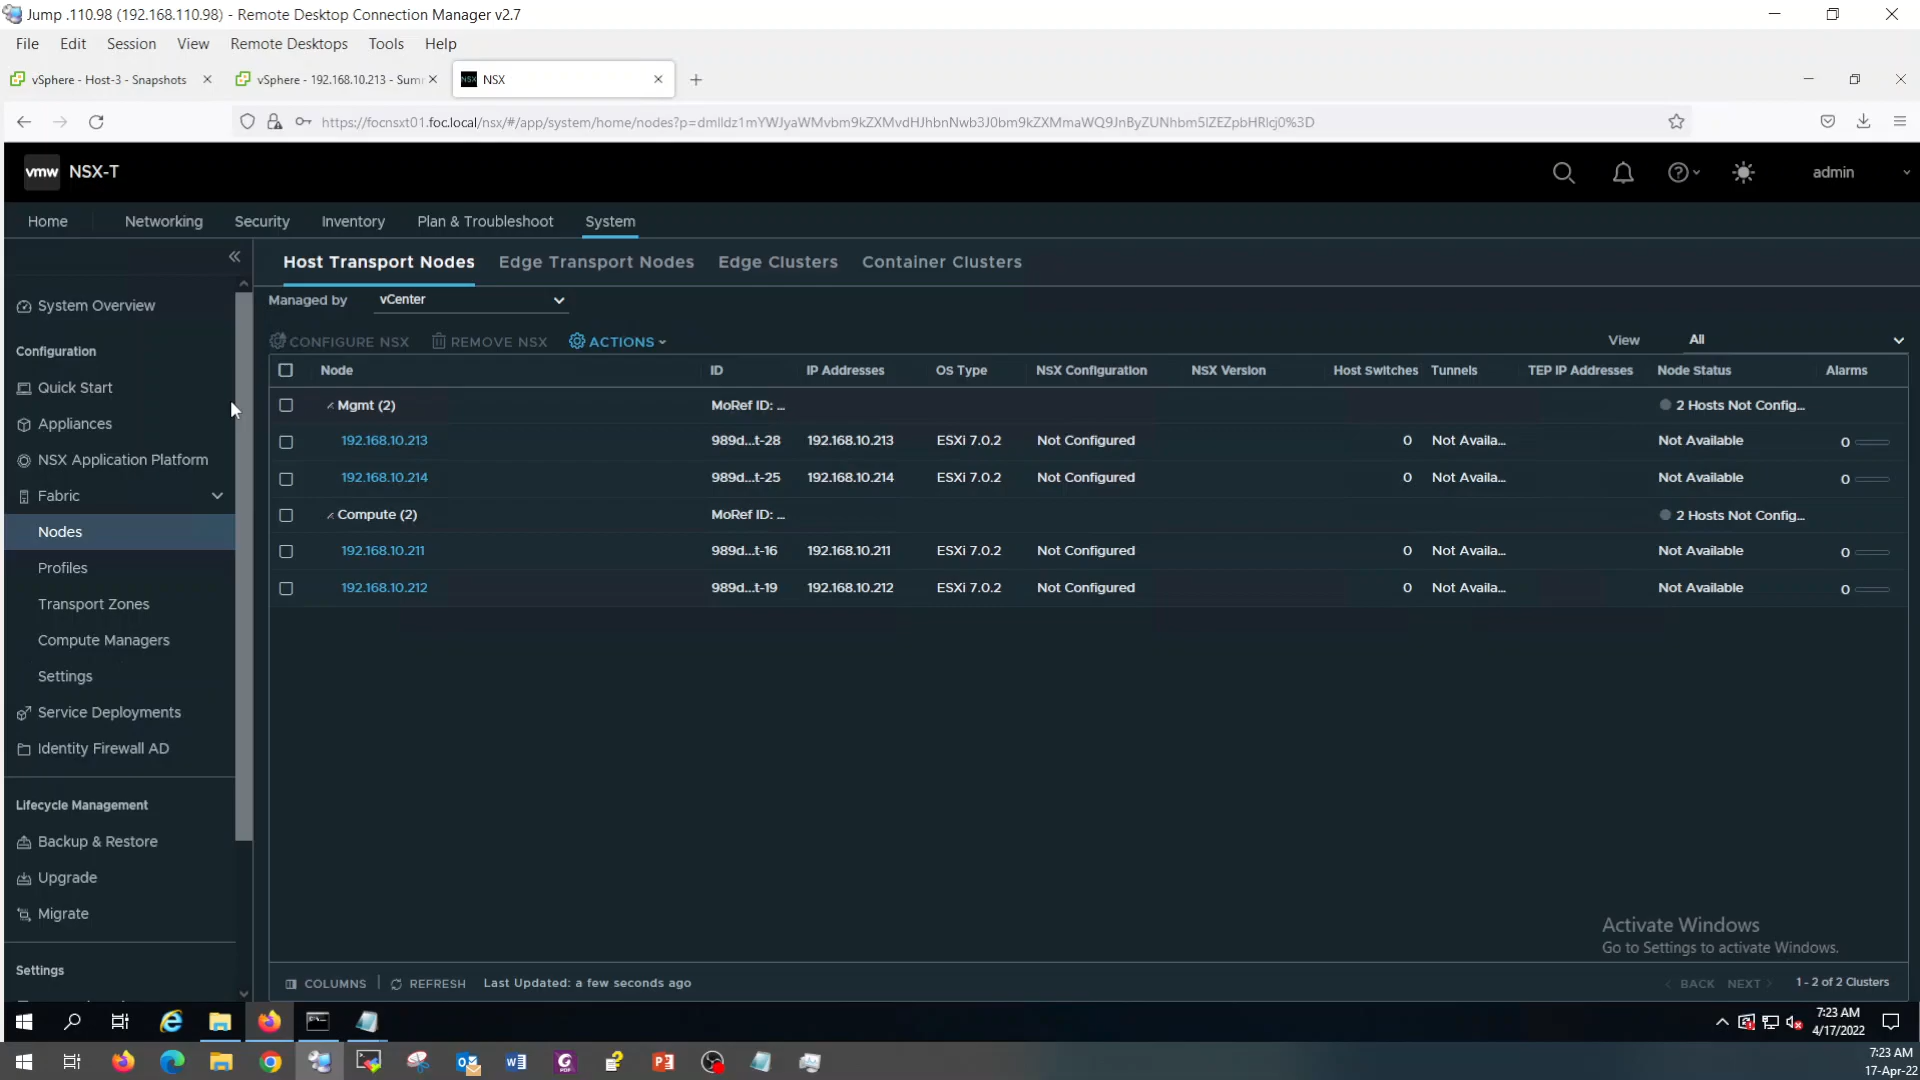 Jump .110.98 (192.168.110.98) - Remote Desktop Connection Manager v2.7
File Edit Session View Remote Desktops Tools Help
vSphere - Host-3 - Snapshots vSphere - 192.168.10.213 - Sum NSX NSX
https://focnsxt01.foc.local/nsx/#/app/system/home/nodes?p=dmlldz1mYWJyaWMvbm9kZXMvdHJhbnNwb3J0bm9kZXMmaWQ9JnByZUNhbm5lZEZpbHRlcj0%3D
vmw NSX-T admin
Home Networking Security Inventory Plan & Troubleshoot System
Host Transport Nodes Edge Transport Nodes Edge Clusters Container Clusters
System Overview
Configuration
Quick Start
Appliances
NSX Application Platform
Fabric
Nodes
Profiles
Transport Zones
Compute Managers
Settings
Service Deployments
Identity Firewall AD
Lifecycle Management
Backup & Restore
Upgrade
Migrate
Settings
Managed by vCenter
CONFIGURE NSX REMOVE NSX ACTIONS View All
Node ID IP Addresses OS Type NSX Configuration NSX Version Host Switches Tunnels TEP IP Addresses Node Status Alarms
Mgmt (2) MoRef ID: ... 2 Hosts Not Config...
192.168.10.213 989d...t-28 192.168.10.213 ESXi 7.0.2 Not Configured 0 Not Availa... Not Available 0
192.168.10.214 989d...t-25 192.168.10.214 ESXi 7.0.2 Not Configured 0 Not Availa... Not Available 0
Compute (2) MoRef ID: ... 2 Hosts Not Config...
192.168.10.211 989d...t-16 192.168.10.211 ESXi 7.0.2 Not Configured 0 Not Availa... Not Available 0
192.168.10.212 989d...t-19 192.168.10.212 ESXi 7.0.2 Not Configured 0 Not Availa... Not Available 0
Activate Windows
Go to Settings to activate Windows.
COLUMNS REFRESH Last Updated: a few seconds ago BACK NEXT 1 - 2 of 2 Clusters
7:23 AM
4/17/2022
7:23 AM
17-Apr-22